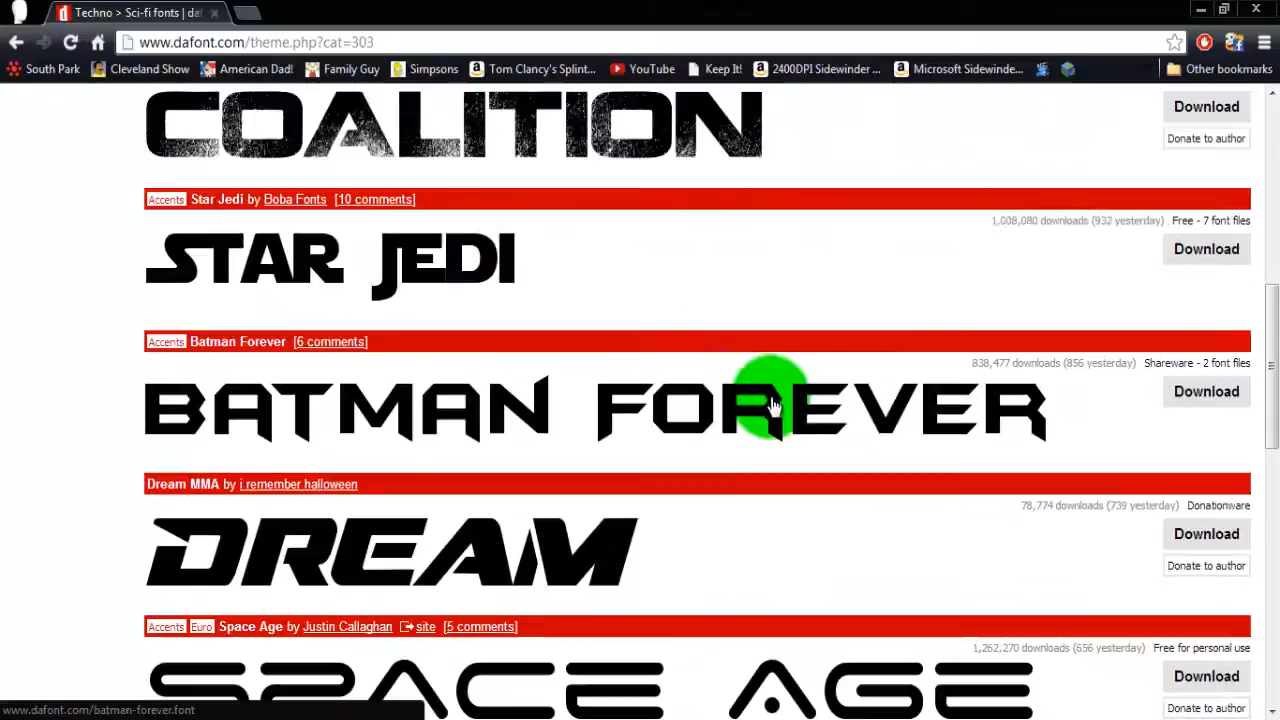 Techno > Sci-fi fonts | daf
www.dafont.com/theme.php?cat=303
South Park Cleveland Show American Dad! Family Guy Simpsons Tom Clancy's Splint... YouTube Keep It! 2400DPI Sidewinder ... Microsoft Sidewinde... Other bookmarks
COALITION
Download
Donate to author
Accents Star Jedi by Boba Fonts [10 comments]
1,008,080 downloads (932 yesterday) Free - 7 font files
STAR JEDI
Download
Accents Batman Forever [6 comments]
838,477 downloads (856 yesterday) Shareware - 2 font files
BATMAN FOREVER
Download
Dream MMA by i remember halloween
78,774 downloads (739 yesterday) Donationware
DREAM
Download
Donate to author
Accents Euro Space Age by Justin Callaghan site [5 comments]
1,262,270 downloads (656 yesterday) Free for personal use
SPACE AGE
Download
Donate to author
www.dafont.com/batman-forever.font